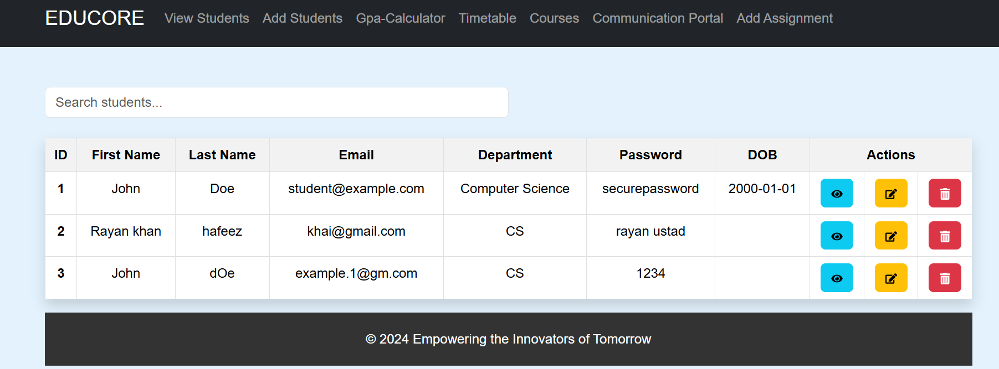 EDUCORE View Students Add Students Gpa-Calculator Timetable Courses Communication Portal Add Assignment
Search students...
ID First Name Last Name Email Department Password DOB Actions
1 John Doe student@example.com Computer Science securepassword 2000-01-01
2 Rayan khan hafeez khai@gmail.com CS rayan ustad
3 John dOe example.1@gm.com CS 1234
© 2024 Empowering the Innovators of Tomorrow